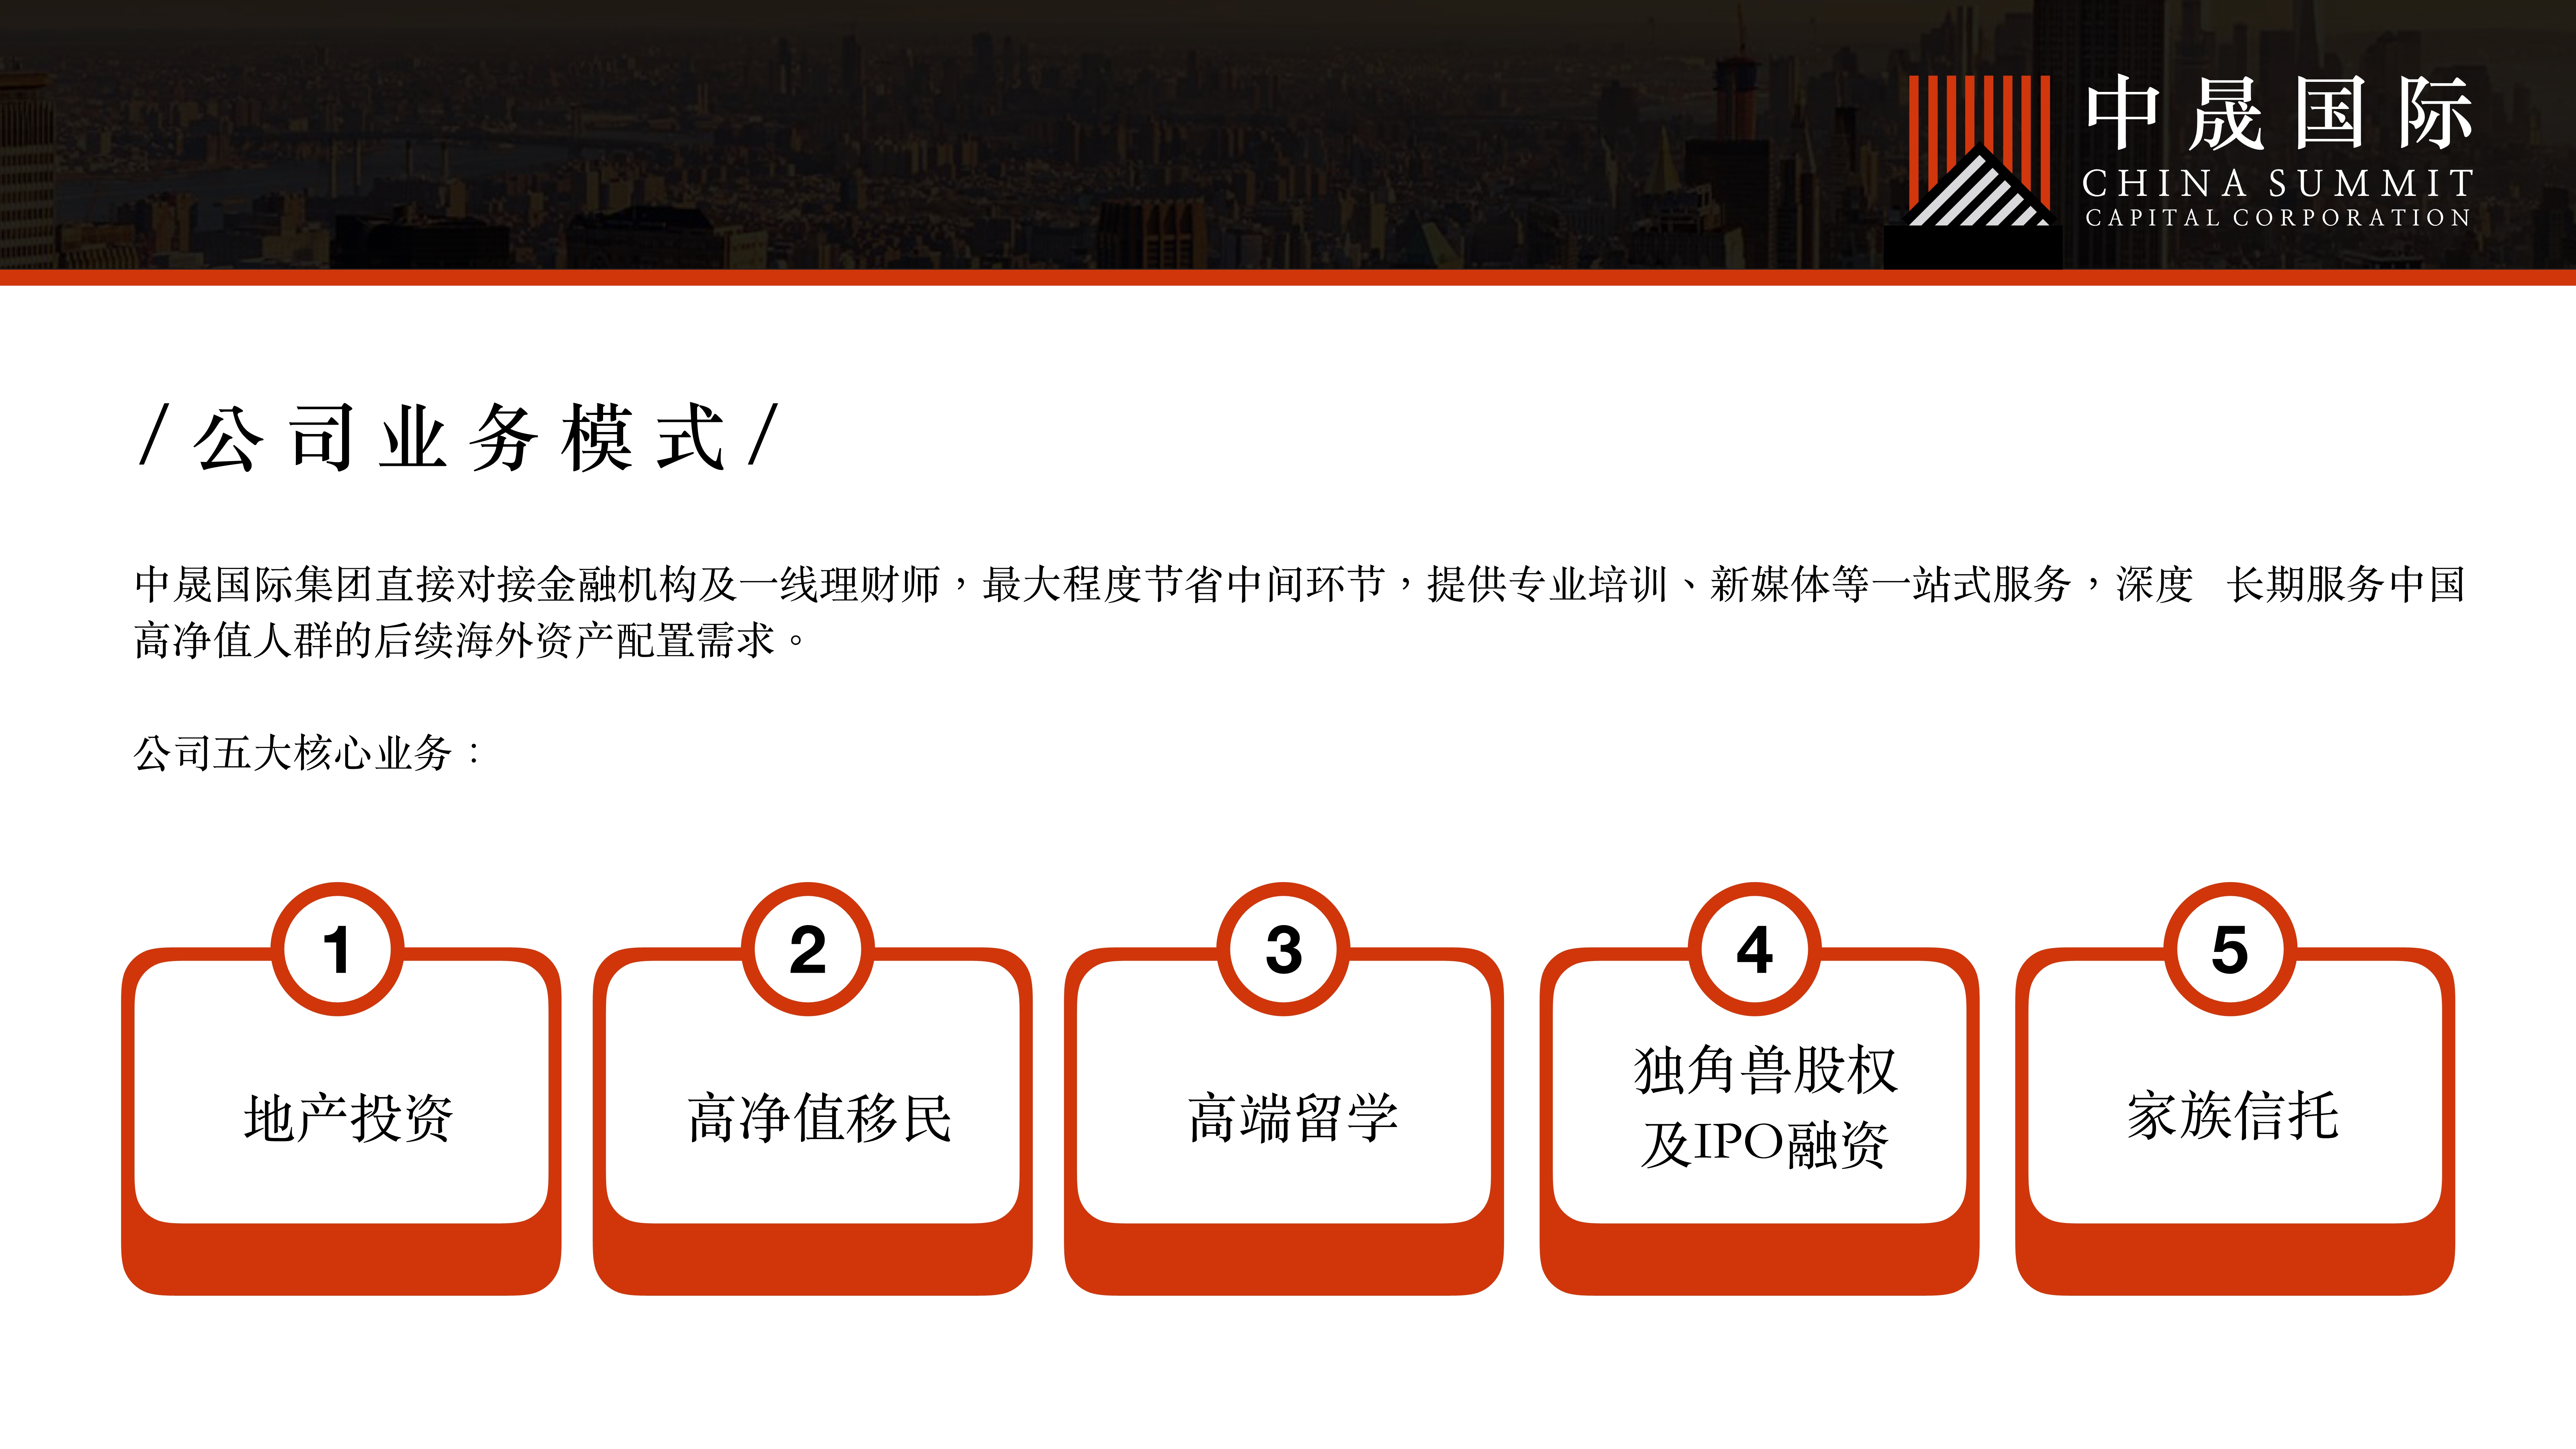 中晟国际
CHINA SUMMIT
CAPITAL CORPORATION
/公司业务模式/
中晟国际集团直接对接金融机构及一线理财师，最大程度节省中间环节，提供专业培训、新媒体等一站式服务，深度 长期服务中国
高净值人群的后续海外资产配置需求。
公司五大核心业务：
1
地产投资
2
高净值移民
3
高端留学
4
独角兽股权
及IPO融资
5
家族信托